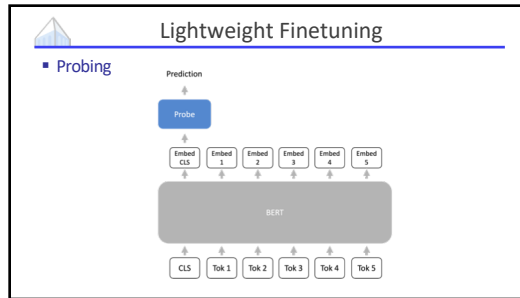 Lightweight Finetuning
▪ Probing
Prediction
Probe
Embed CLS
Embed 1
Embed 2
Embed 3
Embed 4
Embed 5
BERT
CLS
Tok 1
Tok 2
Tok 3
Tok 4
Tok 5